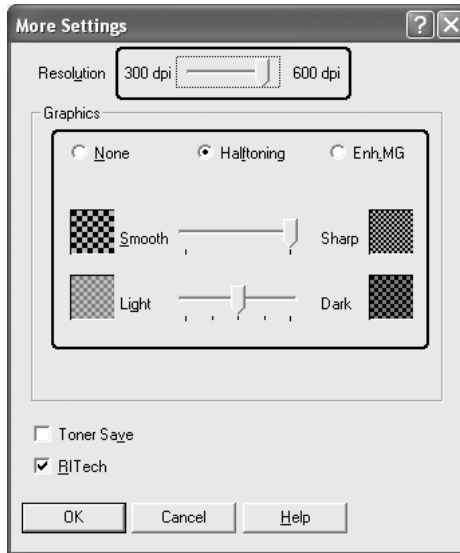 More Settings
Resolution 300 dpi 600 dpi
Graphics
None Halftoning Enh.MG
Smooth Sharp
Light Dark
Toner Save
RITech
OK Cancel Help